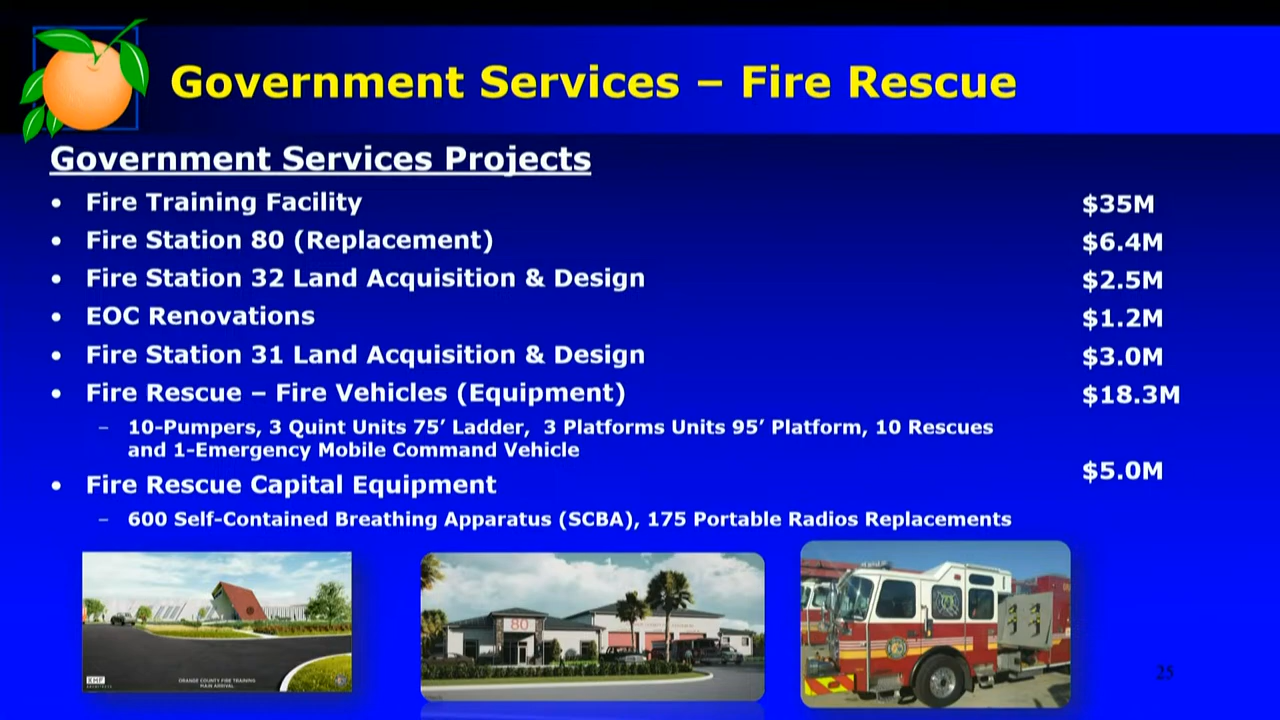 Government Services – Fire Rescue
Government Services Projects
• Fire Training Facility $35M
• Fire Station 80 (Replacement) $6.4M
• Fire Station 32 Land Acquisition & Design $2.5M
• EOC Renovations $1.2M
• Fire Station 31 Land Acquisition & Design $3.0M
• Fire Rescue – Fire Vehicles (Equipment) $18.3M
– 10-Pumpers, 3 Quint Units 75’ Ladder, 3 Platforms Units 95’ Platform, 10 Rescues
and 1-Emergency Mobile Command Vehicle
• Fire Rescue Capital Equipment $5.0M
– 600 Self-Contained Breathing Apparatus (SCBA), 175 Portable Radios Replacements
ORANGE COUNTY FIRE TRAINING
MAIN ARRIVAL
80
25